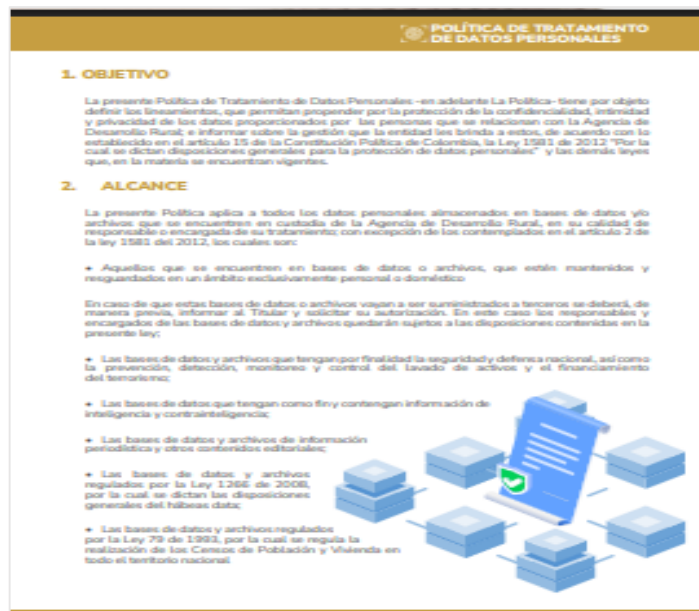 POLÍTICA DE TRATAMIENTO
DE DATOS PERSONALES
1. OBJETIVO
La presente Política de Tratamiento de Datos Personales -en adelante La Política- tiene por objeto
definir los lineamientos, que permitan propender por la protección de la confidencialidad, intimidad
y privacidad de los datos proporcionados por las personas que se relacionan con la Agencia de
Desarrollo Rural; e informar sobre la gestión que la entidad les brinda a estos, de acuerdo con lo
establecido en el artículo 15 de la Constitución Política de Colombia, la Ley 1581 de 2012 "Por la
cual se dictan disposiciones generales para la protección de datos personales" y las demás leyes
que, en la materia se encuentran vigentes.
2. ALCANCE
La presente Política aplica a todos los datos personales almacenados en bases de datos y/o
archivos que se encuentren en custodia de la Agencia de Desarrollo Rural, en su calidad de
responsable o encargada de su tratamiento; con excepción de los contemplados en el artículo 2 de
la ley 1581 del 2012, los cuales son:
+ Aquellos que se encuentren en bases de datos o archivos, que estén mantenidos y
resguardados en un ámbito exclusivamente personal o doméstico
En caso de que estas bases de datos o archivos vayan a ser suministrados a terceros se deberá, de
manera previa, informar al Titular y solicitar su autorización. En este caso los responsables y
encargados de las bases de datos y archivos quedarán sujetos a las disposiciones contenidas en la
presente ley;
+ Las bases de datos y archivos que tengan por finalidad la seguridad y defensa nacional, así como
la prevención, detección, monitoreo y control del lavado de activos y el financiamiento
del terrorismo;
+ Las bases de datos que tengan como fin y contengan información de
inteligencia y contrainteligencia;
+ Las bases de datos y archivos de información
periodística y otros contenidos editoriales;
+ Las bases de datos y archivos
regulados por la Ley 1266 de 2008,
por la cual se dictan las disposiciones
generales del hábeas data;
+ Las bases de datos y archivos regulados
por la Ley 79 de 1993, por la cual se regula la
realización de los Censos de Población y Vivienda en
todo el territorio nacional